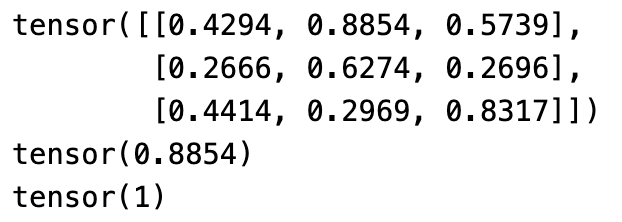 tensor([[0.4294, 0.8854, 0.5739],
        [0.2666, 0.6274, 0.2696],
        [0.4414, 0.2969, 0.8317]])
tensor(0.8854)
tensor(1)